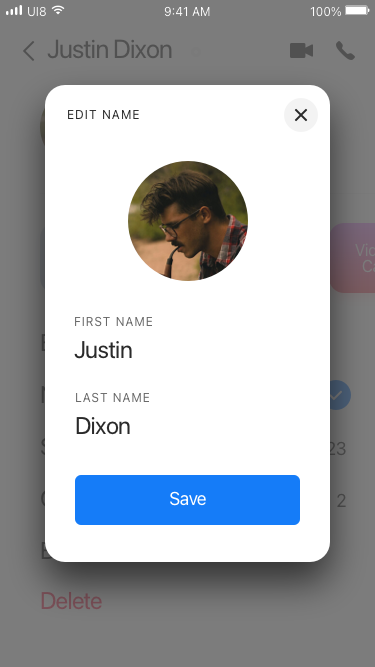 UI8 9:41 AM 100%
Justin Dixon
EDIT NAME
FIRST NAME
Justin
LAST NAME
Dixon
23
2
Save
Delete